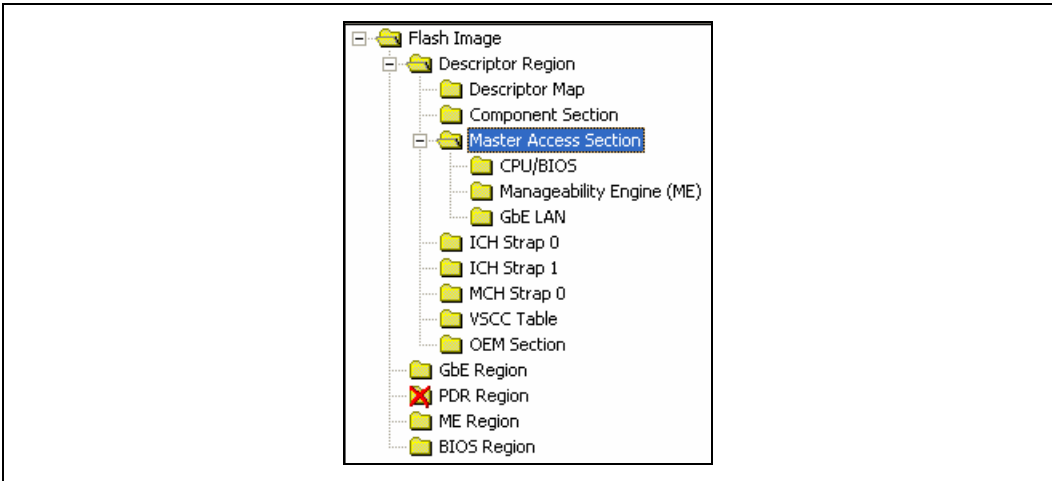 Flash Image
Descriptor Region
Descriptor Map
Component Section
Master Access Section
CPU/BIOS
Manageability Engine (ME)
GbE LAN
ICH Strap 0
ICH Strap 1
MCH Strap 0
VSCC Table
OEM Section
GbE Region
PDR Region
ME Region
BIOS Region